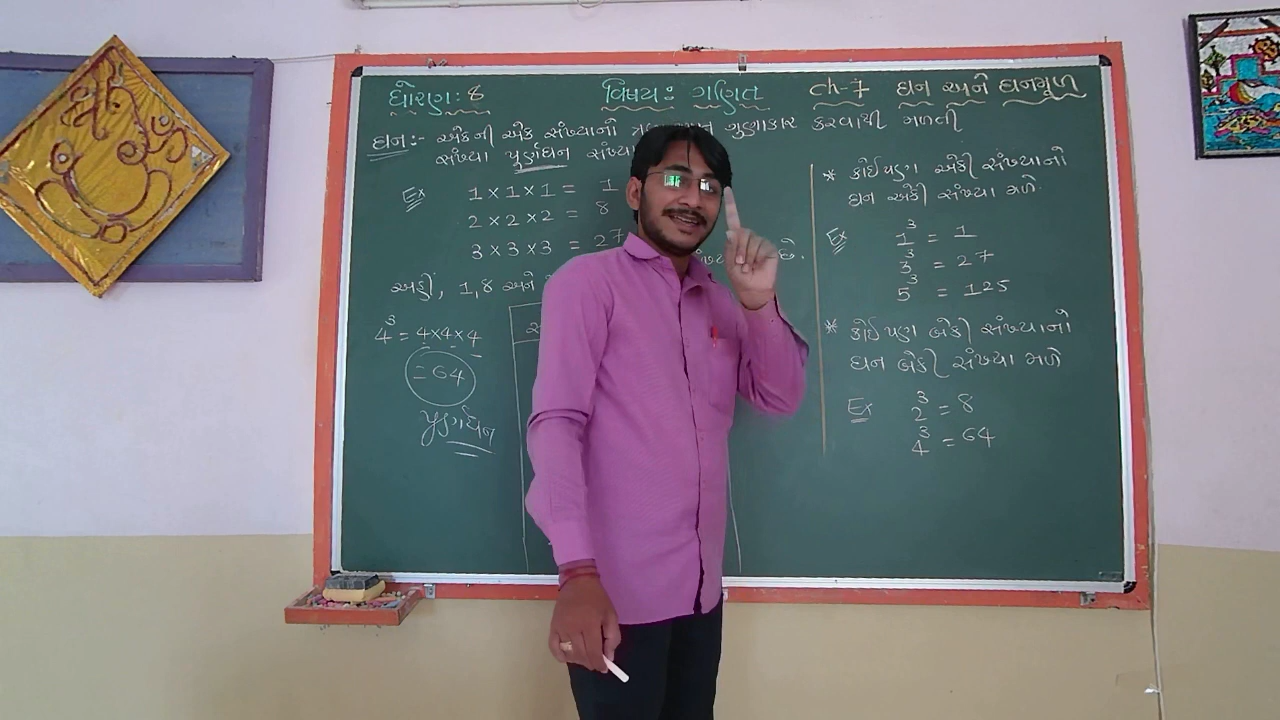 ધોરણ: 8 વિષય: ગણિત ch-7 ઘન અને ઘનમૂળ
ઘન:- એકની એક સંખ્યાનો ગુણાકાર કરવાથી મળતી
સંખ્યા પૂર્ણઘન
Ex 1 × 1 × 1 = 1
2 × 2 × 2 = 8
3 × 3 × 3 = 27
છે.
અહીં, 1, 8 અને
4³ = 4×4×4
= 64
પૂર્ણઘન
* કોઈપણ એકી સંખ્યાનો
ઘન એકી સંખ્યા મળે.
Ex 1³ = 1
3³ = 27
5³ = 125
* કોઈપણ બેકી સંખ્યાનો
ઘન બેકી સંખ્યા મળે
Ex 2³ = 8
4³ = 64